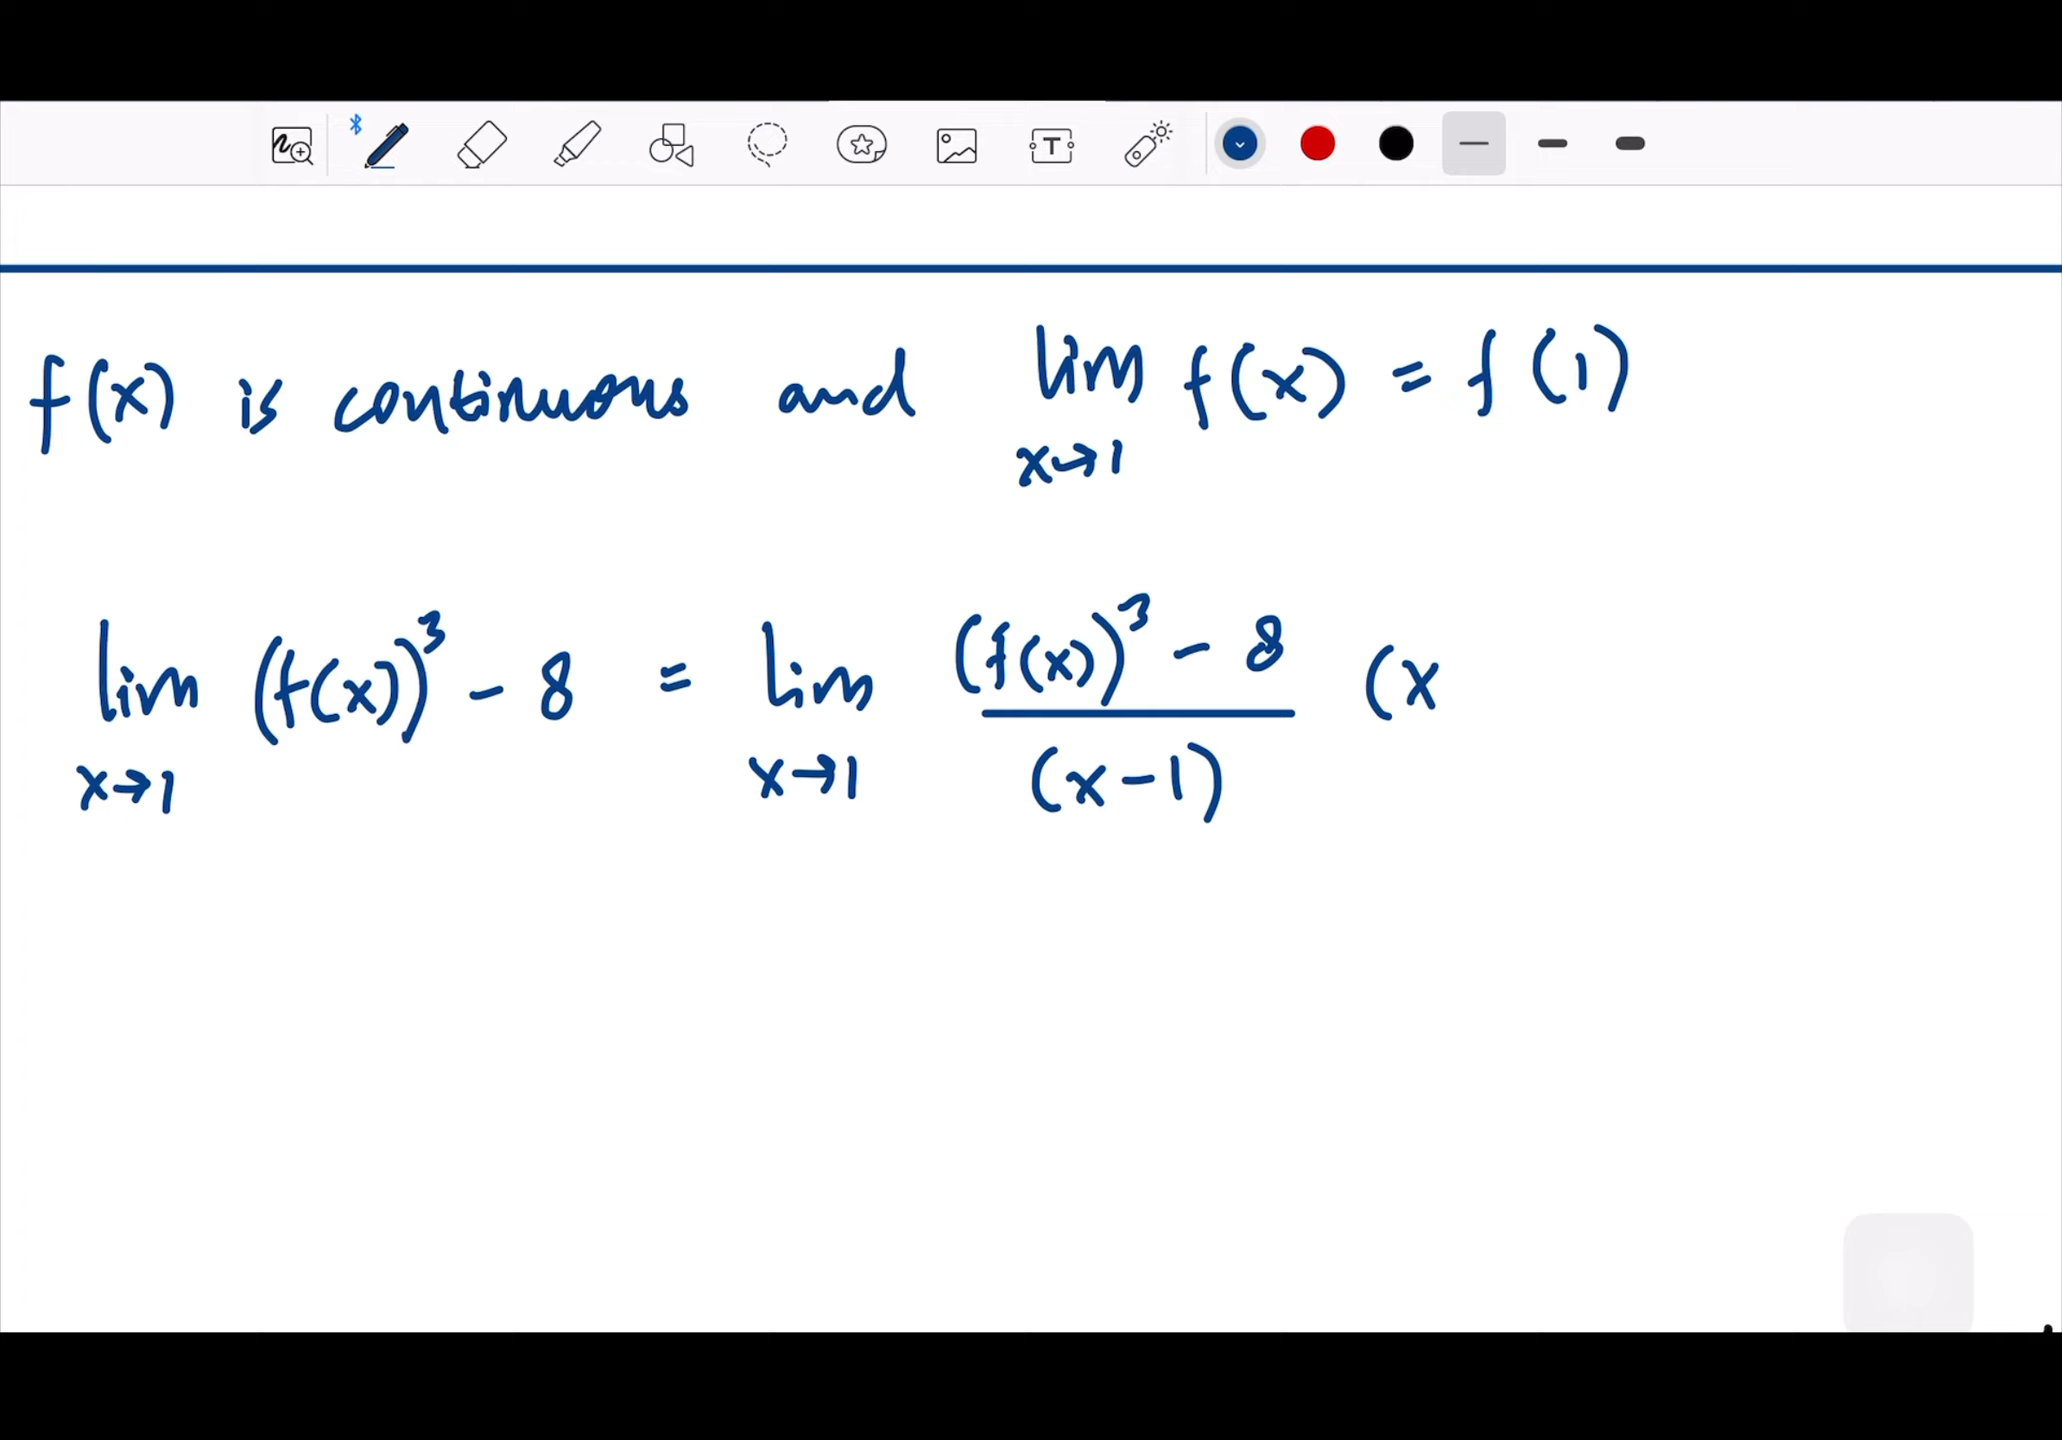 f(x) is continuous and lim x→1 f(x) = f(1)
lim x→1 (f(x))³ - 8 = lim x→1 (f(x))³ - 8 / (x-1) (x